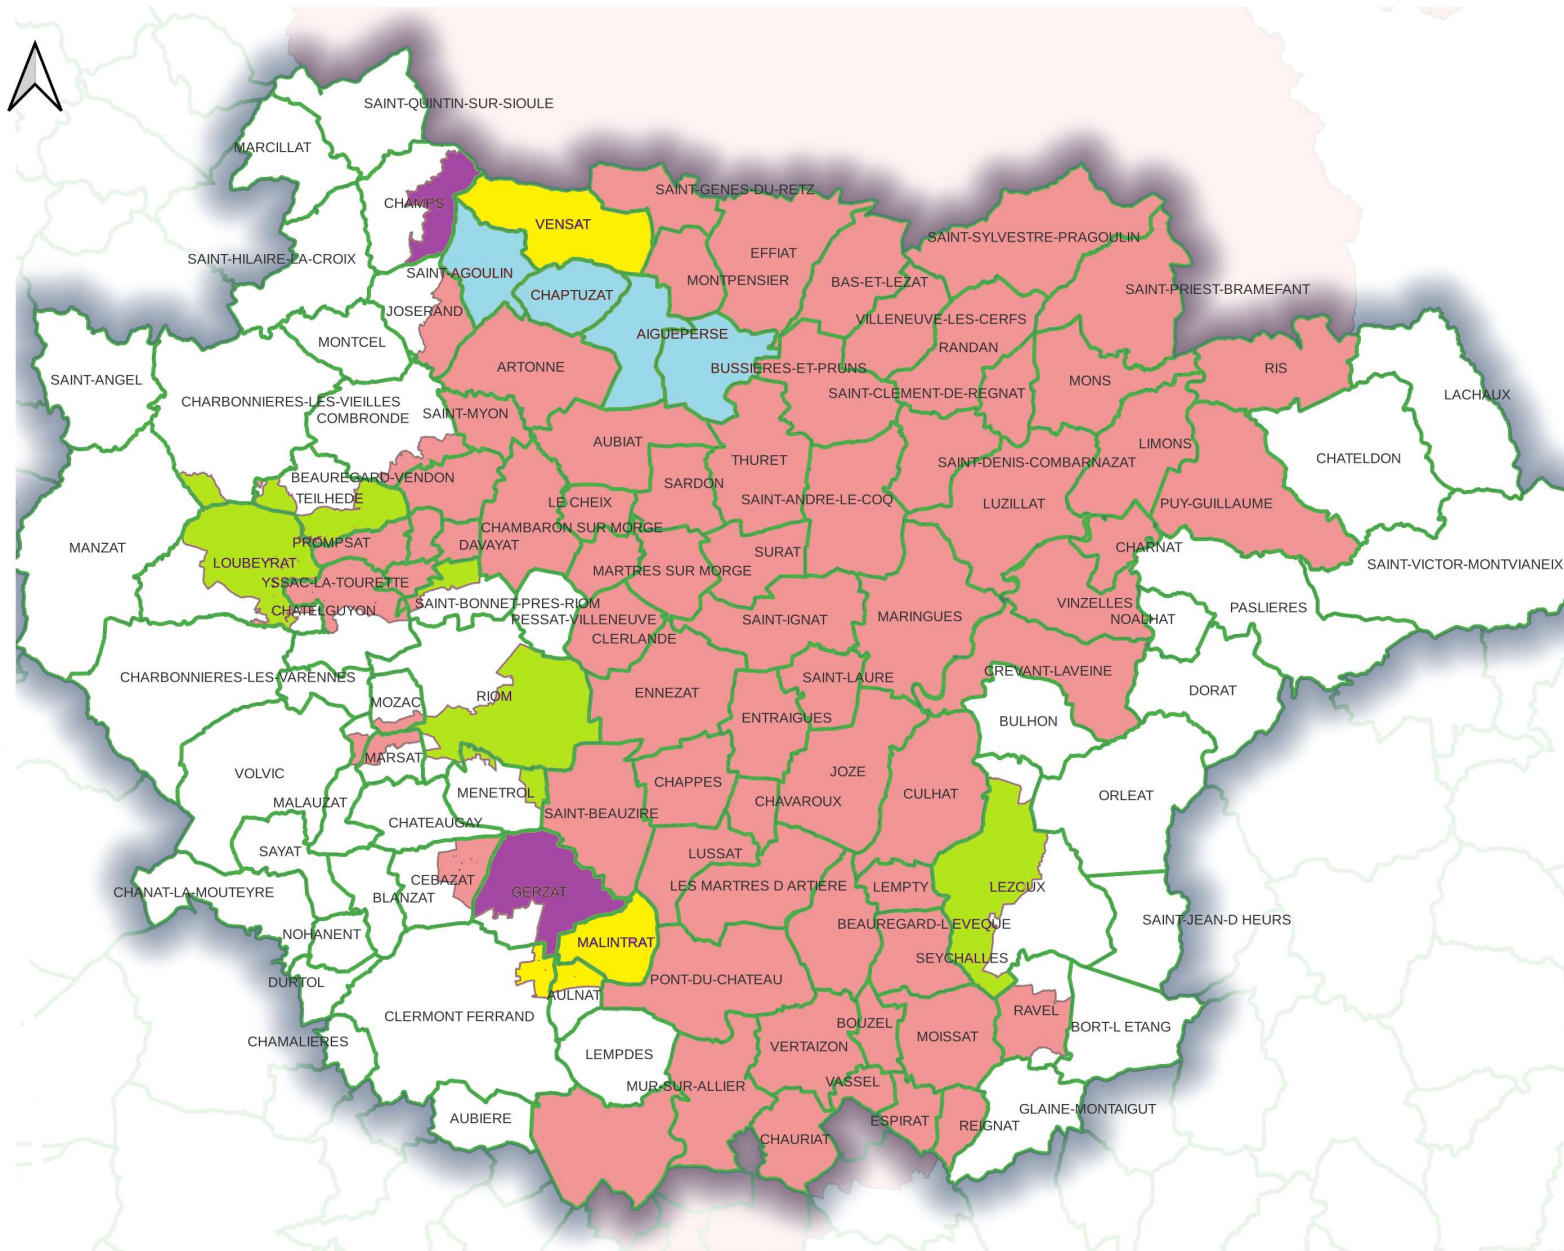 SAINT-QUINTIN-SUR-SIOULE
MARCILLAT
SAINT-GENES-DU-RETZ
CHAMPS
VENSAT
SAINT-SYLVESTRE-PRAGOULIN
EFFIAT
SAINT-HILAIRE-LA-CROIX
SAINT-AGOULIN
MONTPENSIER
BAS-ET-LEZAT
SAINT-PRIEST-BRAMEFANT
CHAPTUZAT
JOSERAND
VILLENEUVE-LES-CERFS
AIGUEPERSE
MONTCEL
RANDAN
ARTONNE
BUSSIERES-ET-PRUNS
RIS
SAINT-ANGEL
MONS
SAINT-CLEMENT-DE-REGNAT
LACHAUX
CHARBONNIERES-LES-VIEILLES
COMBRONDE
SAINT-MYON
AUBIAT
LIMONS
THURET
SAINT-DENIS-COMBARNAZAT
CHATELDON
BEAUREGARD-VENDON
SARDON
TEILHEDE
LE CHEIX
SAINT-ANDRE-LE-COQ
LUZILLAT
PUY-GUILLAUME
CHAMBARON SUR MORGE
PROMPSAT
DAVAYAT
MANZAT
CHARNAT
SURAT
LOUBEYRAT
SAINT-VICTOR-MONTVIANEIX
MARTRES SUR MORGE
YSSAC-LA-TOURETTE
SAINT-BONNET-PRES-RIOM
VINZELLES
PASLIERES
CHATELGUYON
PESSAT-VILLENEUVE
SAINT-IGNAT
MARINGUES
NOALHAT
CLERLANDE
CREVANT-LAVEINE
CHARBONNIERES-LES-VARENNES
SAINT-LAURE
DORAT
ENNEZAT
RIOM
MOZAC
ENTRAIGUES
BULHON
MARSAT
VOLVIC
JOZE
CHAPPES
MENETROL
CULHAT
ORLEAT
MALAUZAT
CHAVAROUX
SAINT-BEAUZIRE
CHATEAUGAY
SAYAT
LUSSAT
CEBAZAT
LES MARTRES D ARTIERE
LEMPTY
LEZCUX
CHANAT-LA-MOUTEYRE
GERZAT
BLANZAT
SAINT-JEAN-D HEURS
BEAUREGARD-L EVEQUE
NOHANENT
MALINTRAT
SEYCHALLES
DURTOL
PONT-DU-CHATEAU
AULNAT
RAVEL
CLERMONT FERRAND
BOUZEL
BORT-L ETANG
MOISSAT
CHAMALIERES
VERTAIZON
LEMPDES
VASSEL
MUR-SUR-ALLIER
GLAINE-MONTAIGUT
AUBIERE
ESPIRAT
REIGNAT
CHAURIAT